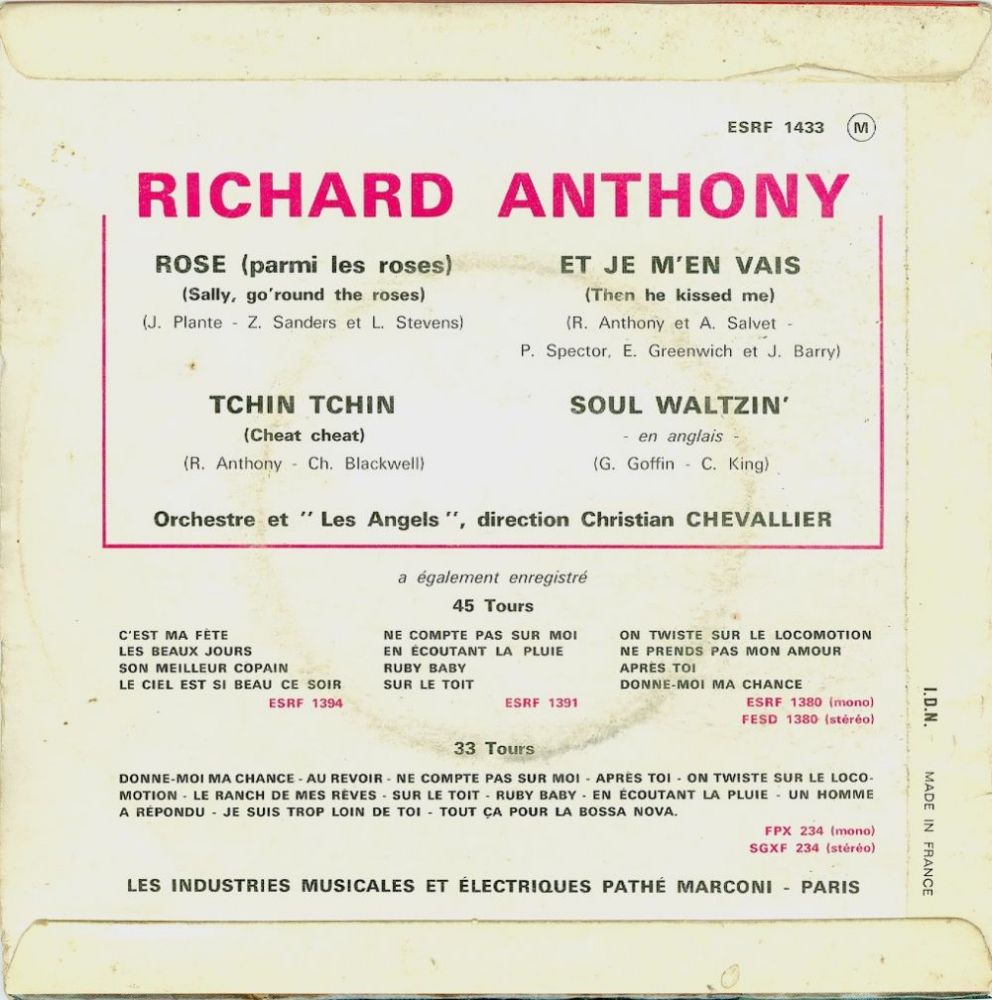 ESRF 1433 Ⓜ
RICHARD ANTHONY
ROSE (parmi les roses)
(Sally, go'round the roses)
(J. Plante - Z. Sanders et L. Stevens)
ET JE M'EN VAIS
(Then he kissed me)
(R. Anthony et A. Salvet -
P. Spector, E. Greenwich et J. Barry)
TCHIN TCHIN
(Cheat cheat)
(R. Anthony - Ch. Blackwell)
SOUL WALTZIN'
- en anglais -
(G. Goffin - C. King)
Orchestre et "Les Angels", direction Christian CHEVALLIER
a également enregistré
45 Tours
C'EST MA FÊTE
LES BEAUX JOURS
SON MEILLEUR COPAIN
LE CIEL EST SI BEAU CE SOIR
ESRF 1394
NE COMPTE PAS SUR MOI
EN ÉCOUTANT LA PLUIE
RUBY BABY
SUR LE TOIT
ESRF 1391
ON TWISTE SUR LE LOCOMOTION
NE PRENDS PAS MON AMOUR
APRÈS TOI
DONNE-MOI MA CHANCE
ESRF 1380 (mono)
FESD 1380 (stéréo)
33 Tours
DONNE-MOI MA CHANCE - AU REVOIR - NE COMPTE PAS SUR MOI - APRÈS TOI - ON TWISTE SUR LE LOCO-
MOTION - LE RANCH DE MES RÊVES - SUR LE TOIT - RUBY BABY - EN ÉCOUTANT LA PLUIE - UN HOMME
A RÉPONDU - JE SUIS TROP LOIN DE TOI - TOUT ÇA POUR LA BOSSA NOVA.
FPX 234 (mono)
SGXF 234 (stéréo)
LES INDUSTRIES MUSICALES ET ÉLECTRIQUES PATHÉ MARCONI - PARIS
I.D.N. MADE IN FRANCE